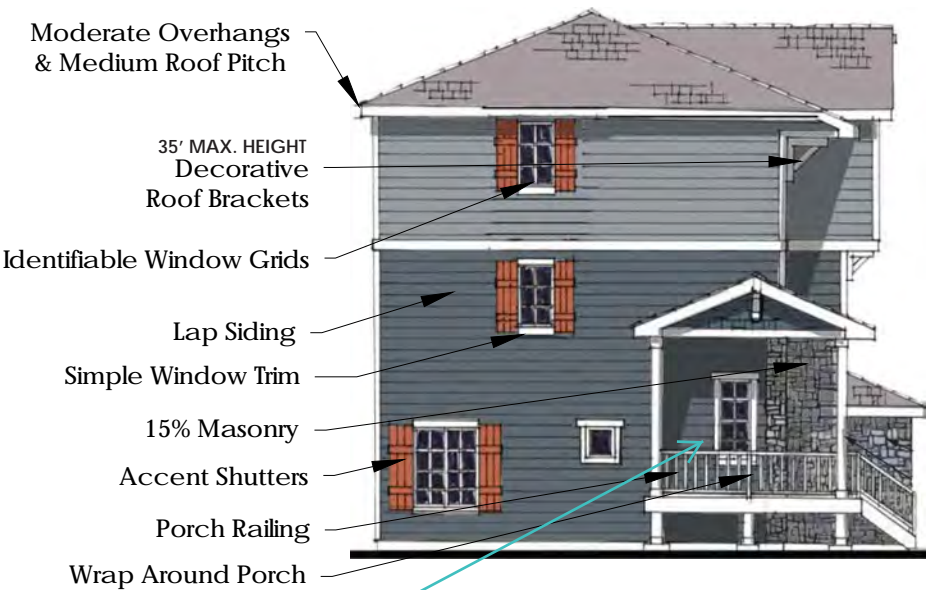 Moderate Overhangs
& Medium Roof Pitch
35' MAX. HEIGHT
Decorative
Roof Brackets
Identifiable Window Grids
Lap Siding
Simple Window Trim
15% Masonry
Accent Shutters
Porch Railing
Wrap Around Porch